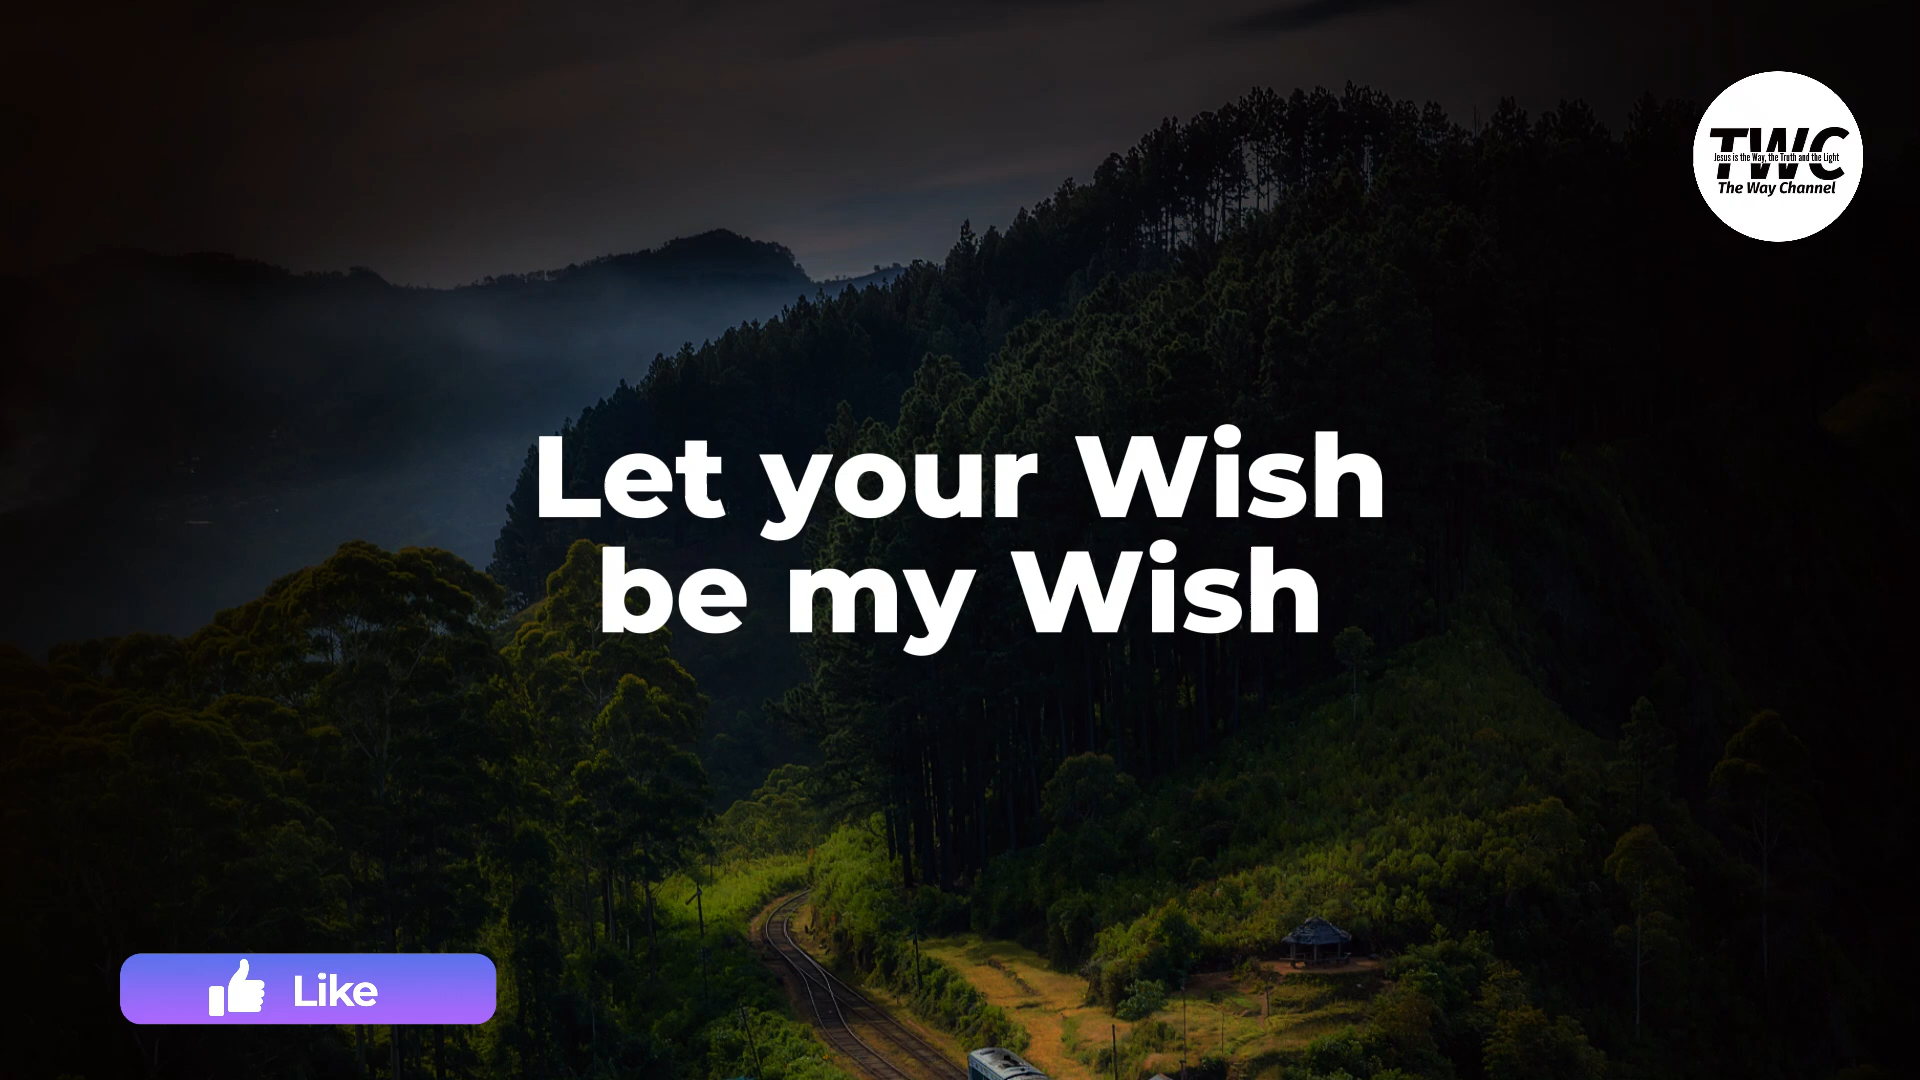 TWC
Jesus is the Way, the Truth and the Light
The Way Channel
Let your Wish
be my Wish
Like